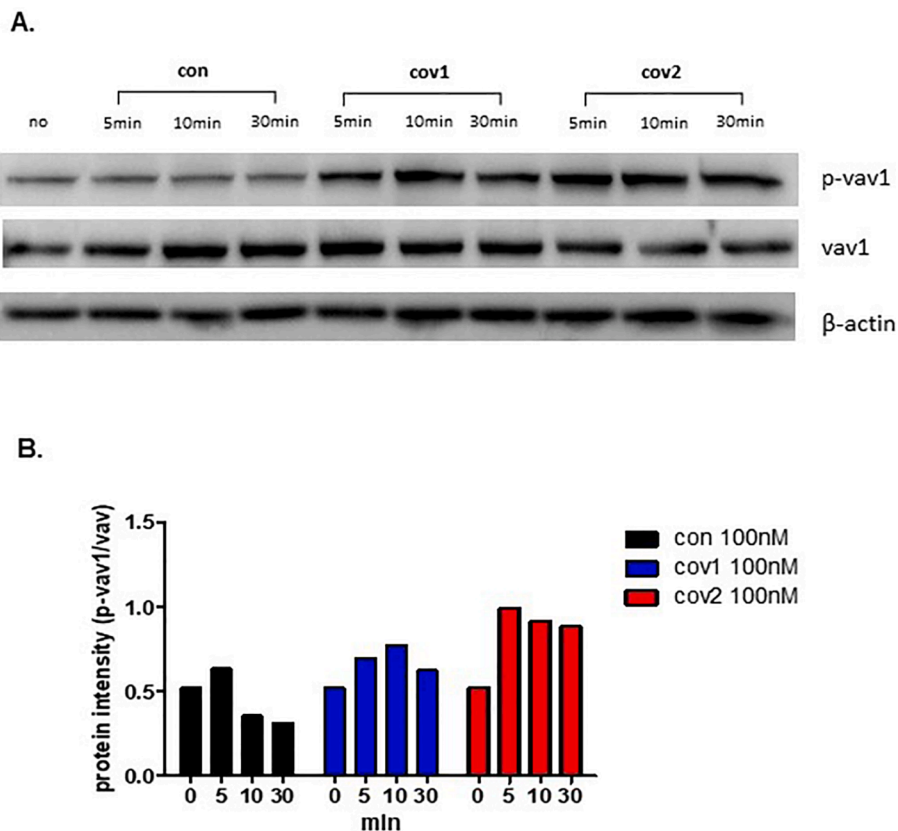 A.
con cov1 cov2
no 5min 10min 30min 5min 10min 30min 5min 10min 30min
p-vav1
vav1
β-actin
B.
protein intensity (p-vav1/vav)
1.5
1.0
0.5
0.0
0 5 10 30 0 5 10 30 0 5 10 30
mIn
con 100nM
cov1 100nM
cov2 100nM